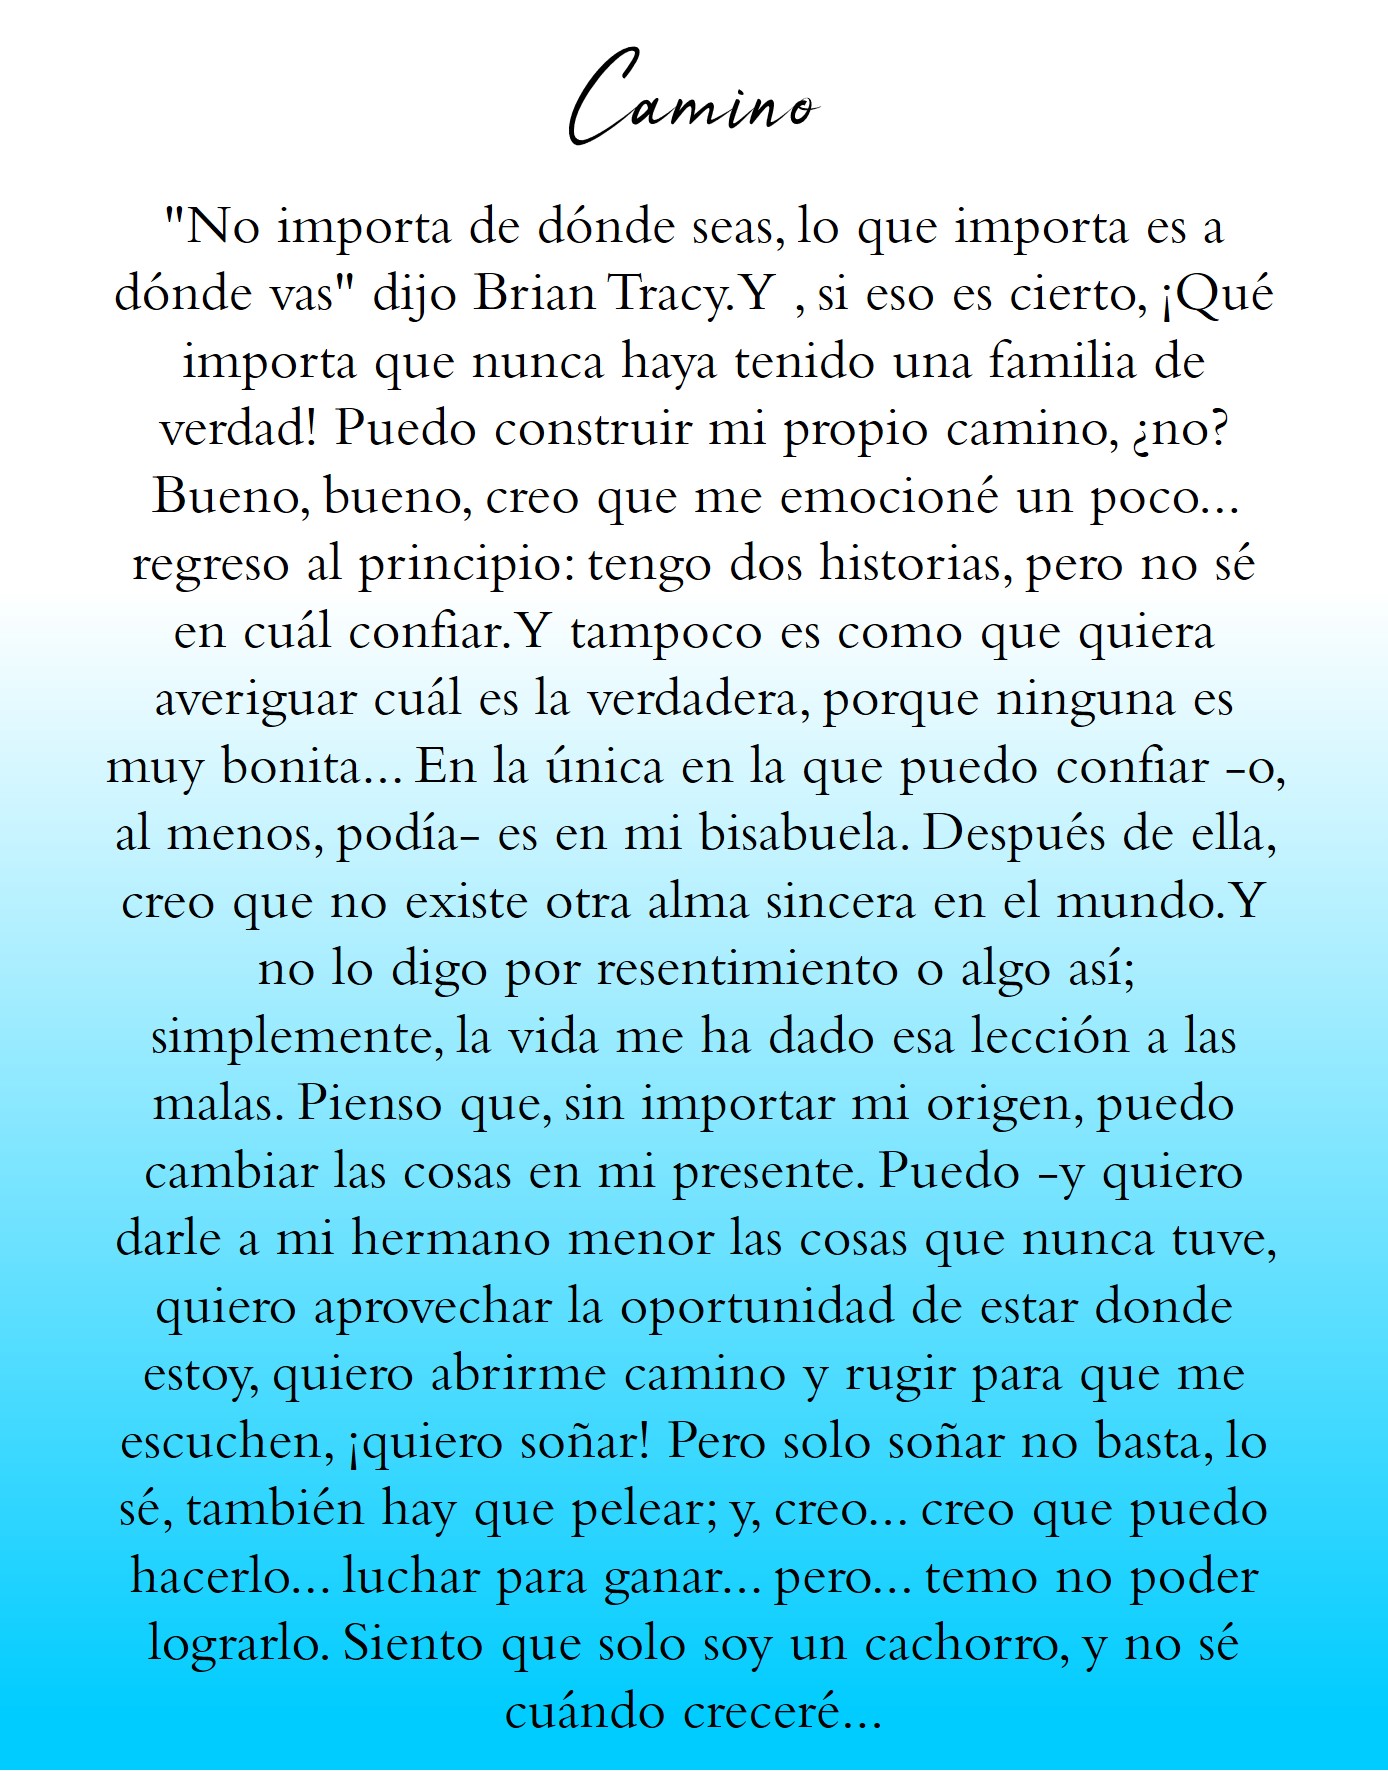 Camino
"No importa de dónde seas, lo que importa es a
dónde vas" dijo Brian Tracy. Y , si eso es cierto, ¡Qué
importa que nunca haya tenido una familia de
verdad! Puedo construir mi propio camino, ¿no?
Bueno, bueno, creo que me emocioné un poco...
regreso al principio: tengo dos historias, pero no sé
en cuál confiar. Y tampoco es como que quiera
averiguar cuál es la verdadera, porque ninguna es
muy bonita... En la única en la que puedo confiar -o,
al menos, podía- es en mi bisabuela. Después de ella,
creo que no existe otra alma sincera en el mundo. Y
no lo digo por resentimiento o algo así;
simplemente, la vida me ha dado esa lección a las
malas. Pienso que, sin importar mi origen, puedo
cambiar las cosas en mi presente. Puedo -y quiero
darle a mi hermano menor las cosas que nunca tuve,
quiero aprovechar la oportunidad de estar donde
estoy, quiero abrirme camino y rugir para que me
escuchen, ¡quiero soñar! Pero solo soñar no basta, lo
sé, también hay que pelear; y, creo... creo que puedo
hacerlo... luchar para ganar... pero... temo no poder
lograrlo. Siento que solo soy un cachorro, y no sé
cuándo creceré...